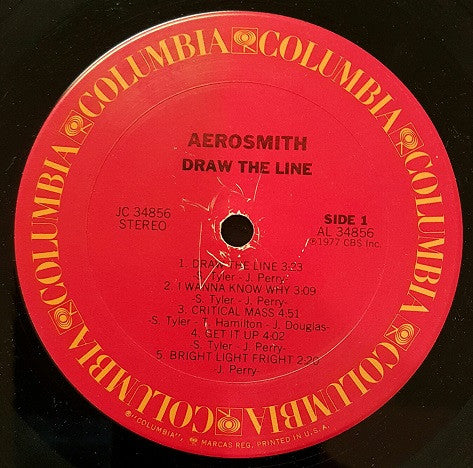 COLUMBIA COLUMBIA COLUMBIA COLUMBIA COLUMBIA COLUMBIA
AEROSMITH
DRAW THE LINE
JC 34856
STEREO
SIDE 1
AL 34856
℗1977 CBS Inc.
1. DRAW THE LINE 3:23
-S. Tyler - J. Perry-
2. I WANNA KNOW WHY 3:09
-S. Tyler - J. Perry-
3. CRITICAL MASS 4:51
-S. Tyler - T. Hamilton - J. Douglas-
4. GET IT UP 4:02
-S. Tyler - J. Perry-
5. BRIGHT LIGHT FRIGHT 2:20
-J. Perry-
® "COLUMBIA", MARCAS REG. PRINTED IN U.S.A.